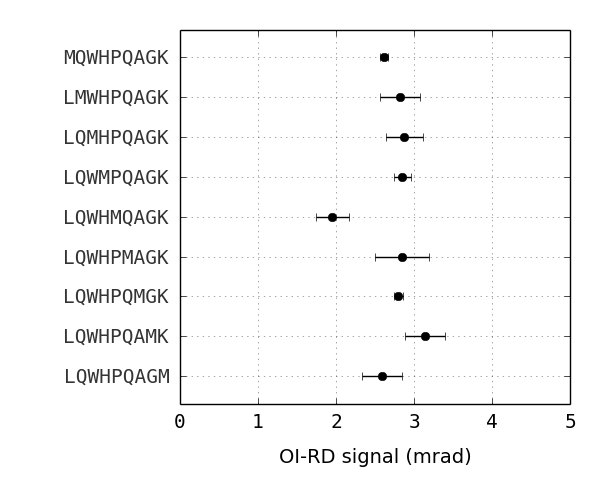 MQWHPQAGK
LMWHPQAGK
LQMHPQAGK
LQWMPQAGK
LQWHMQAGK
LQWHPMAGK
LQWHPQMGK
LQWHPQAMK
LQWHPQAGM
0 1 2 3 4 5
OI-RD signal (mrad)